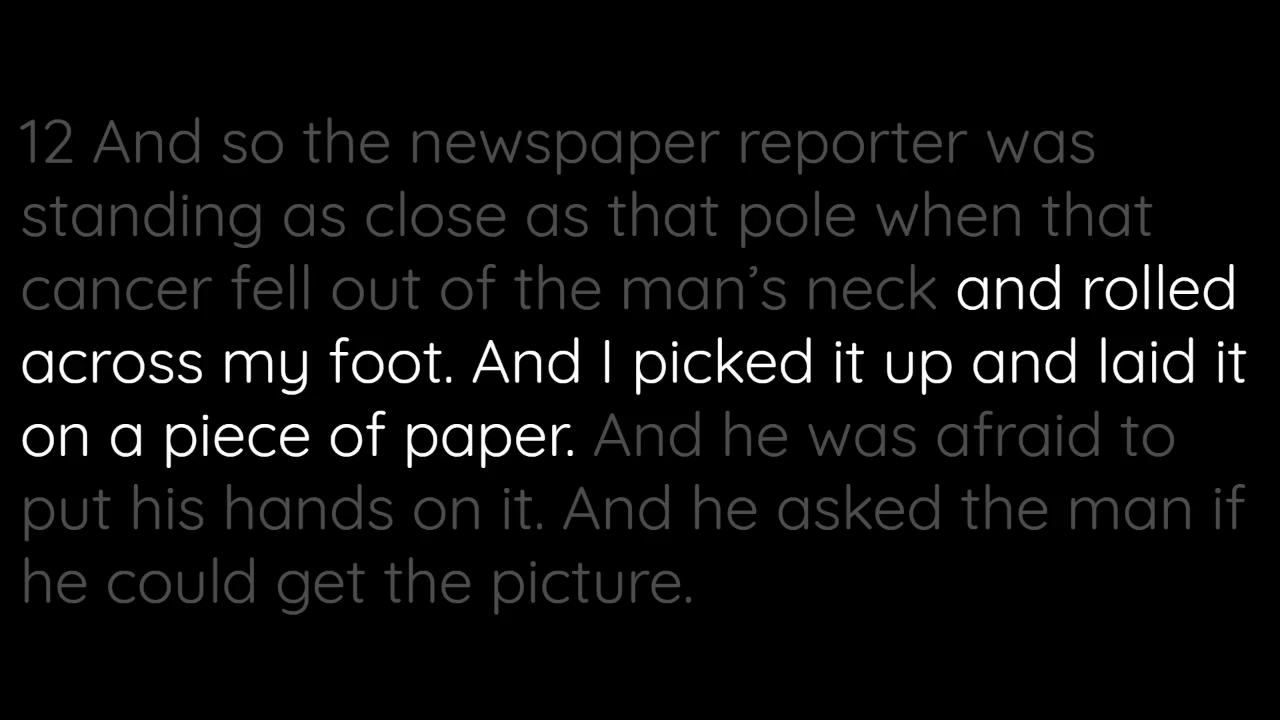 12 And so the newspaper reporter was
standing as close as that pole when that
cancer fell out of the man’s neck and rolled
across my foot. And I picked it up and laid it
on a piece of paper. And he was afraid to
put his hands on it. And he asked the man if
he could get the picture.